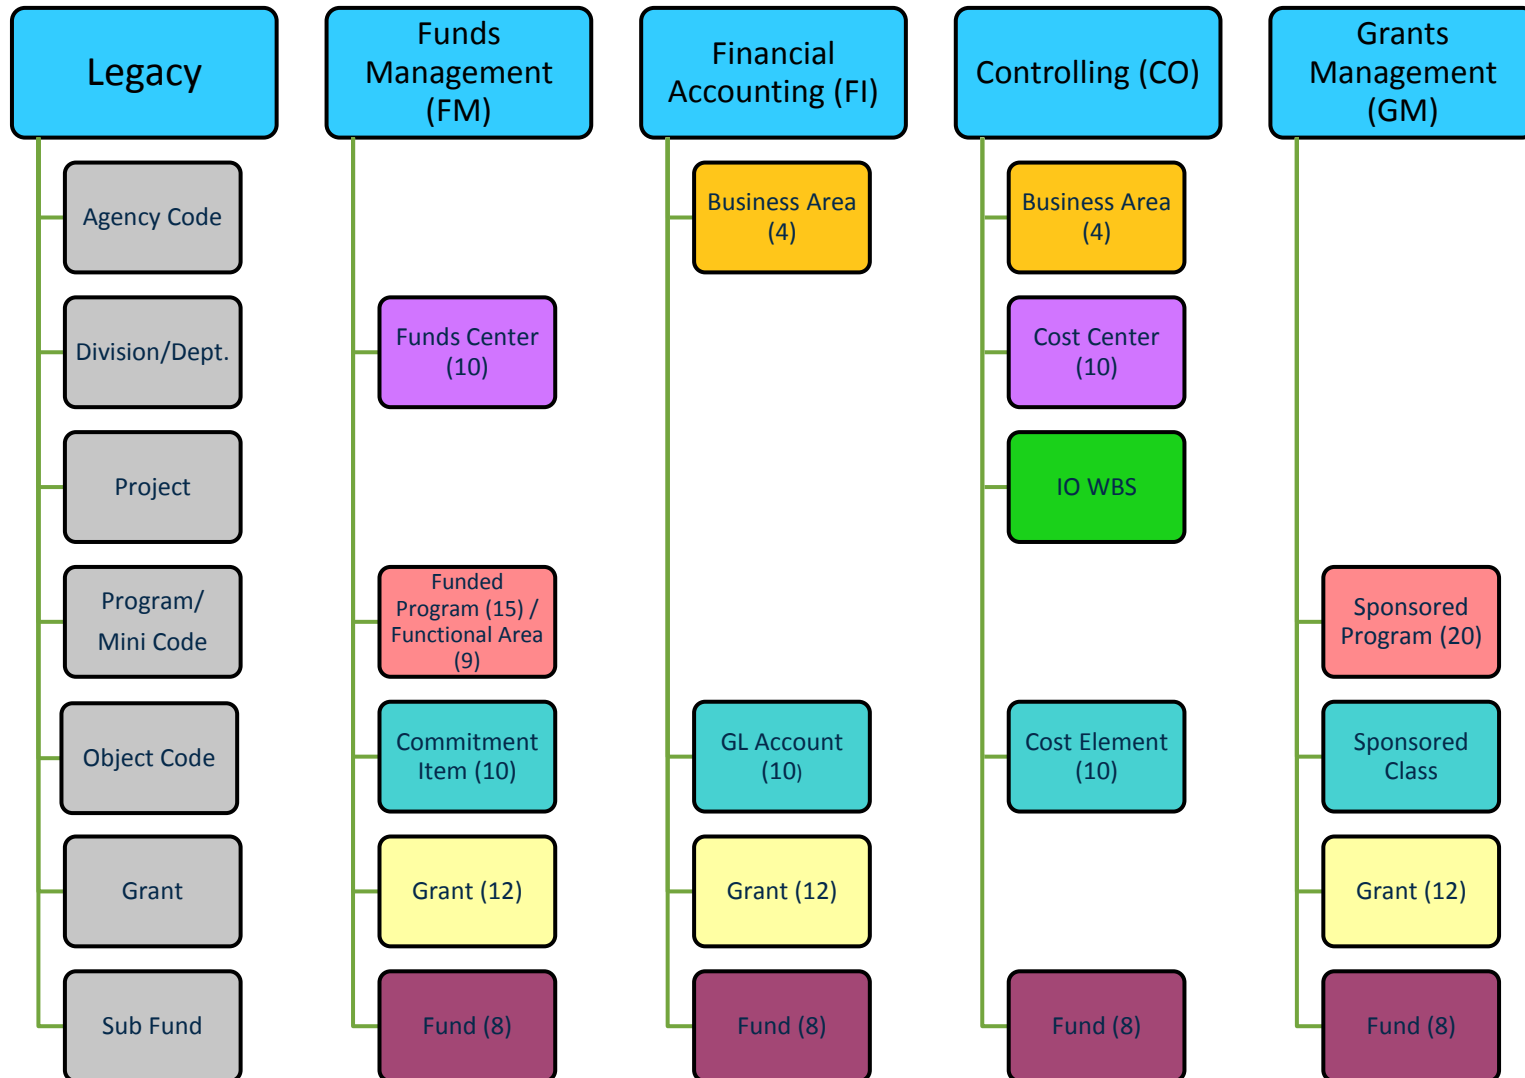 Legacy
Funds
Management
(FM)
Financial
Accounting (FI)
Controlling (CO)
Grants
Management
(GM)
Agency Code
Business Area
(4)
Business Area
(4)
Division/Dept.
Funds Center
(10)
Cost Center
(10)
Project
IO WBS
Program/
Mini Code
Funded
Program (15) /
Functional Area
(9)
Sponsored
Program (20)
Object Code
Commitment
Item (10)
GL Account
(10)
Cost Element
(10)
Sponsored
Class
Grant
Grant (12)
Grant (12)
Grant (12)
Sub Fund
Fund (8)
Fund (8)
Fund (8)
Fund (8)